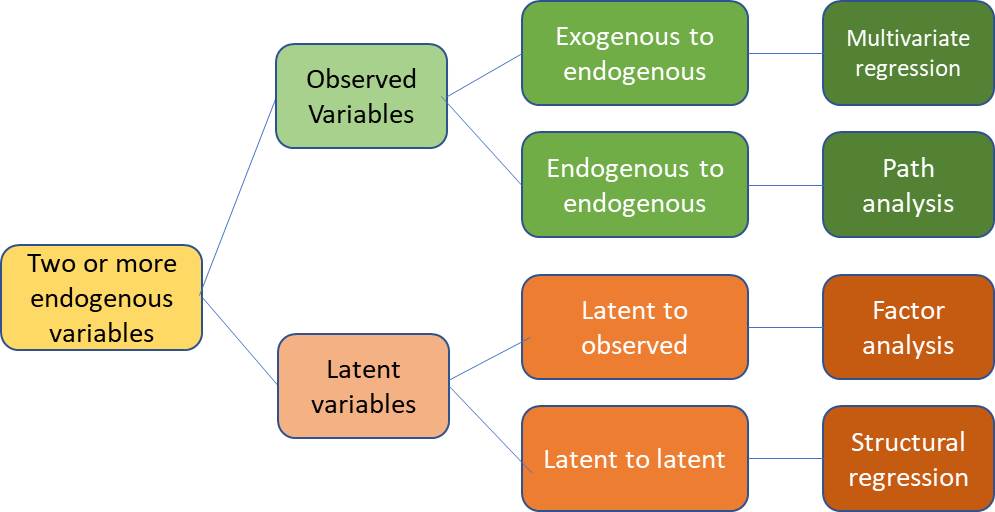 Two or more
endogenous
variables
Observed
Variables
Exogenous to
endogenous
Multivariate
regression
Endogenous to
endogenous
Path
analysis
Latent
variables
Latent to
observed
Factor
analysis
Latent to latent
Structural
regression